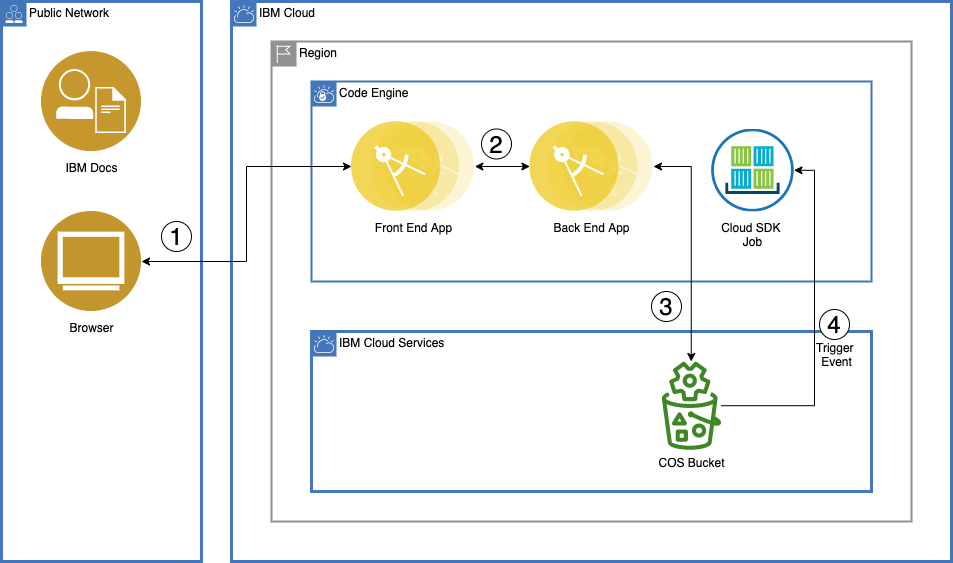 Public Network
IBM Docs
1
Browser
IBM Cloud
Region
Code Engine
2
Front End App
Back End App
Cloud SDK
Job
3
4
Trigger
Event
IBM Cloud Services
COS Bucket